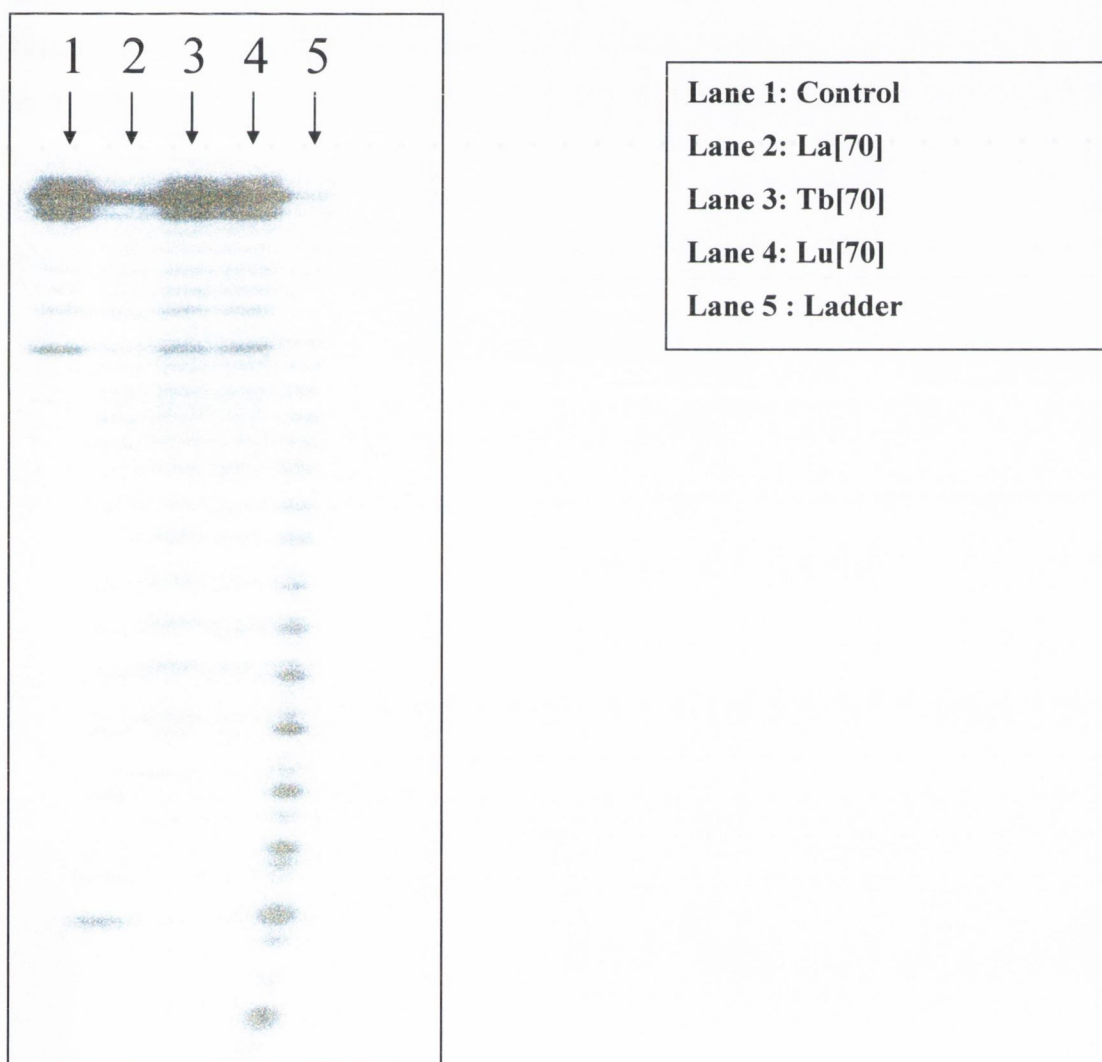 1 2 3 4 5
Lane 1: Control
Lane 2: La[70]
Lane 3: Tb[70]
Lane 4: Lu[70]
Lane 5 : Ladder